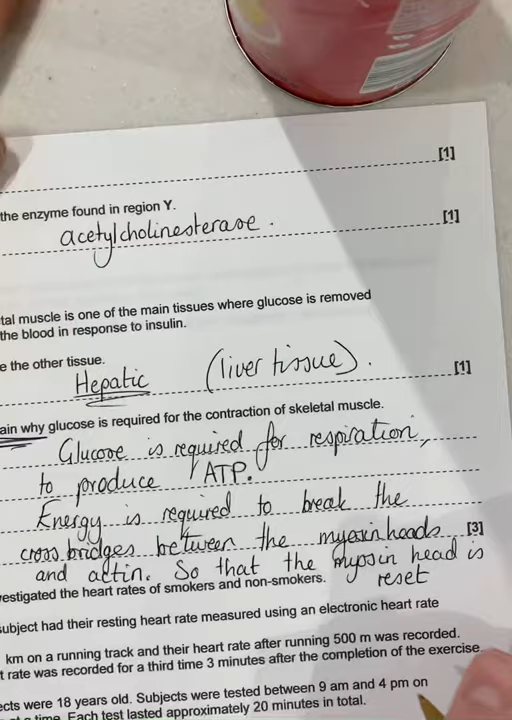 [1]
the enzyme found in region Y.
acetylcholinesterase.
[1]
tal muscle is one of the main tissues where glucose is removed
the blood in response to insulin.
e the other tissue.
Hepatic (liver tissue).
[1]
ain why glucose is required for the contraction of skeletal muscle.
Glucose is required for respiration,
to produce ATP.
Energy is required to break the
cross bridges between the myosin heads [3]
and actin. So that the myosin head is
reset
vestigated the heart rates of smokers and non-smokers.
subject had their resting heart rate measured using an electronic heart rate
km on a running track and their heart rate after running 500 m was recorded.
t rate was recorded for a third time 3 minutes after the completion of the exercise
ects were 18 years old. Subjects were tested between 9 am and 4 pm on
at a time. Each test lasted approximately 20 minutes in total.